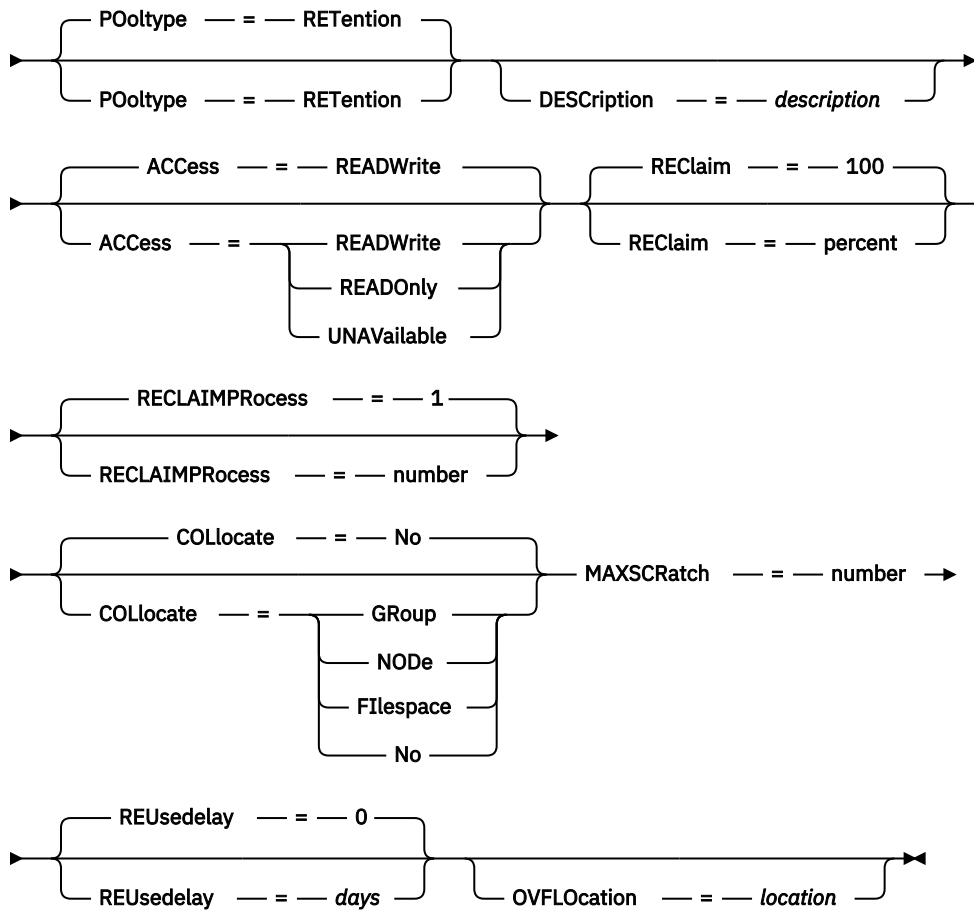 POoltype = RETention
POoltype = RETention
DESCription = description
ACCess = READWrite
REClaim = 100
ACCess = READWrite
REClaim = percent
READOnly
UNAVailable
RECLAIMPRocess = 1
RECLAIMPRocess = number
COLlocate = No
MAXSCRatch = number
COLlocate = GRoup
NODe
FIlespace
No
REUsedelay = 0
REUsedelay = days
OVFLOcation = location